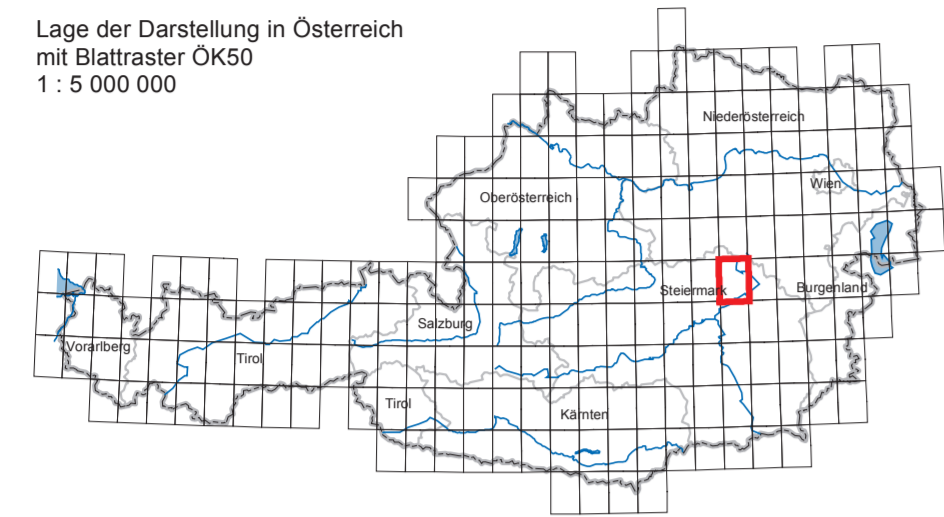 Lage der Darstellung in Österreich
mit Blattraster ÖK50
1 : 5 000 000
Niederösterreich
Wien
Oberösterreich
Steiermark
Burgenland
Salzburg
Vorarlberg
Tirol
Tirol
Kärnten